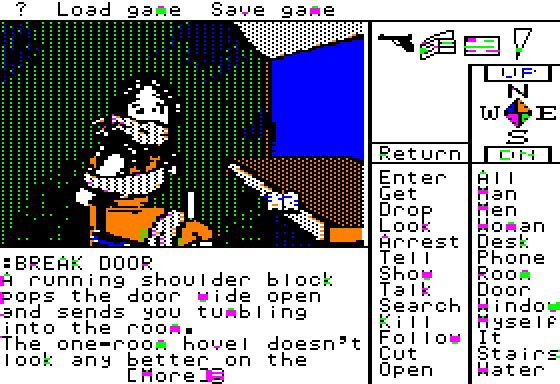 ? Load game Save game
UP
N
W E
S
Return
DN
Enter
Get
Drop
Look
Arrest
Tell
Show
Talk
Search
Kill
Follow
Cut
Open
All
Man
Men
Woman
Desk
Phone
Room
Door
Window
Myself
It
Stairs
Water
:BREAK DOOR
A running shoulder block
pops the door wide open
and sends you tumbling
into the room.
The one-room hovel doesn't
look any better on the
[More]